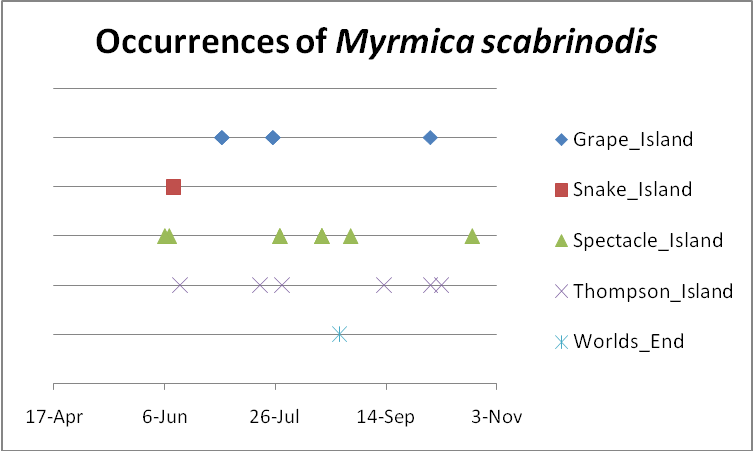 Occurrences of Myrmica scabrinodis
Grape_Island
Snake_Island
Spectacle_Island
Thompson_Island
Worlds_End
17-Apr 6-Jun 26-Jul 14-Sep 3-Nov